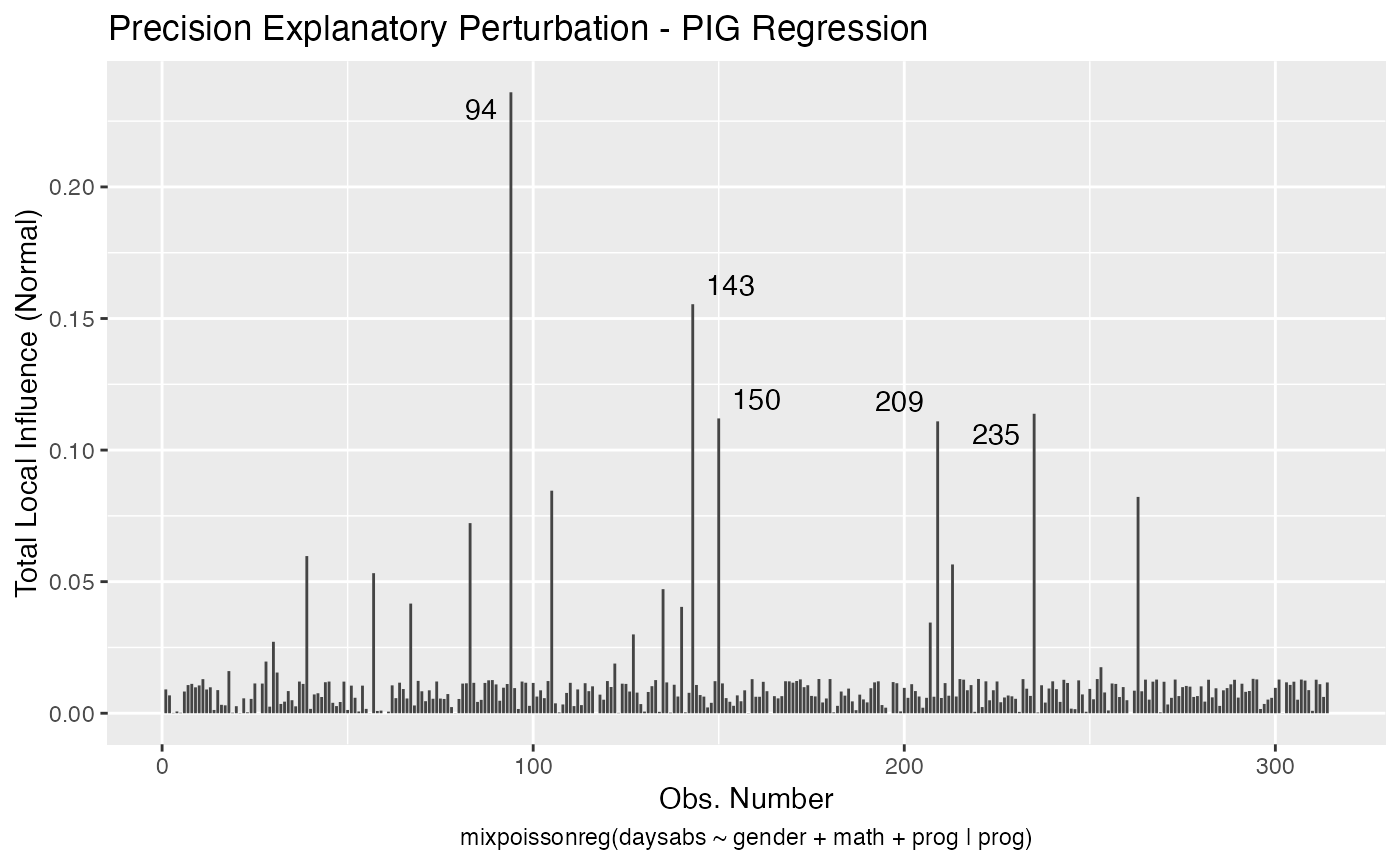 Precision Explanatory Perturbation - PIG Regression
94
0.20
143
0.15
150
209
235
0.10
0.05
0.00
Total Local Influence (Normal)
0 100 200 300
Obs. Number
mixpoissonreg(daysabs ~ gender + math + prog | prog)